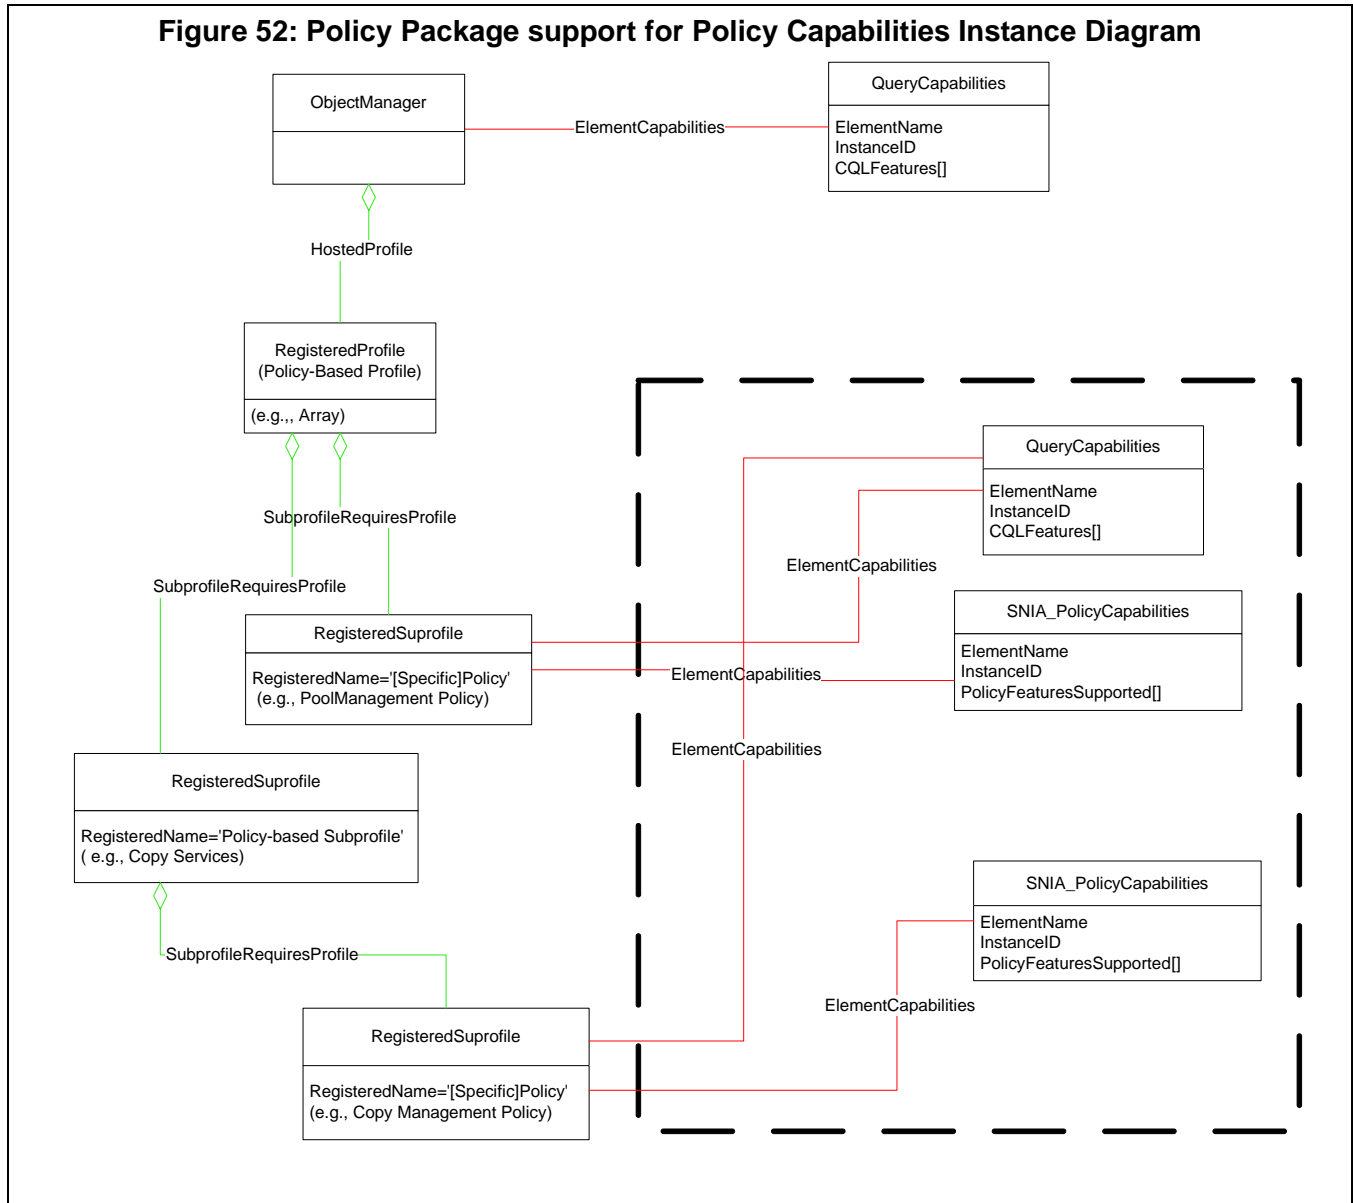 Figure 52: Policy Package support for Policy Capabilities Instance Diagram
ObjectManager
ElementCapabilities
QueryCapabilities
ElementName
InstanceID
CQLFeatures[]
HostedProfile
RegisteredProfile
(Policy-Based Profile)
(e.g.,, Array)
SubprofileRequiresProfile
SubprofileRequiresProfile
QueryCapabilities
ElementName
InstanceID
CQLFeatures[]
ElementCapabilities
RegisteredSuprofile
RegisteredName='[Specific]Policy'
(e.g., PoolManagement Policy)
ElementCapabilities
SNIA_PolicyCapabilities
ElementName
InstanceID
PolicyFeaturesSupported[]
ElementCapabilities
RegisteredSuprofile
RegisteredName='Policy-based Subprofile'
( e.g., Copy Services)
SubprofileRequiresProfile
SNIA_PolicyCapabilities
ElementName
InstanceID
PolicyFeaturesSupported[]
ElementCapabilities
RegisteredSuprofile
RegisteredName='[Specific]Policy'
(e.g., Copy Management Policy)